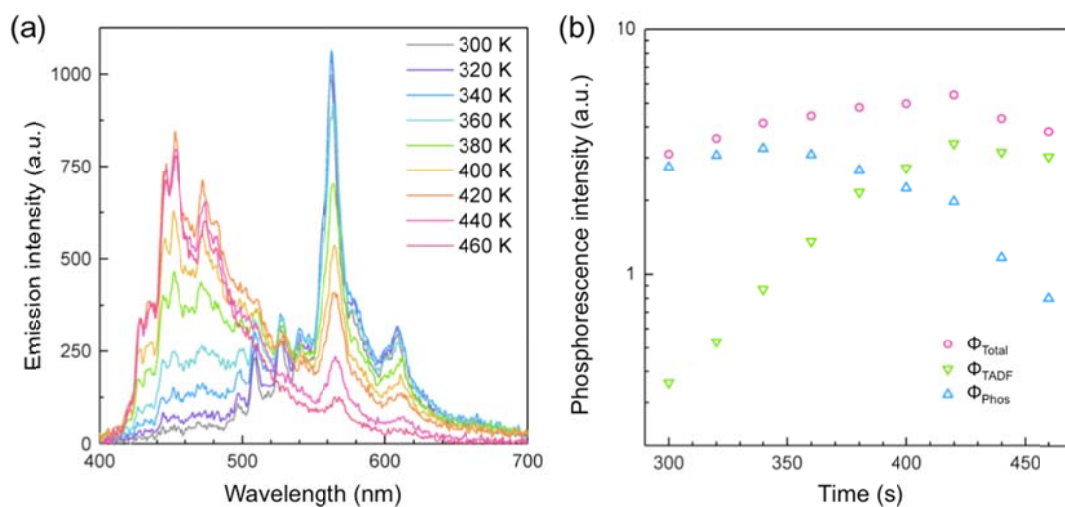 (a)
1000
750
500
250
0
400
500
600
700
Emission intensity (a.u.)
Wavelength (nm)
300 K
320 K
340 K
360 K
380 K
400 K
420 K
440 K
460 K
(b)
10
1
300
350
400
450
Phosphorescence intensity (a.u.)
Time (s)
ΦTotal
ΦTADF
ΦPhos